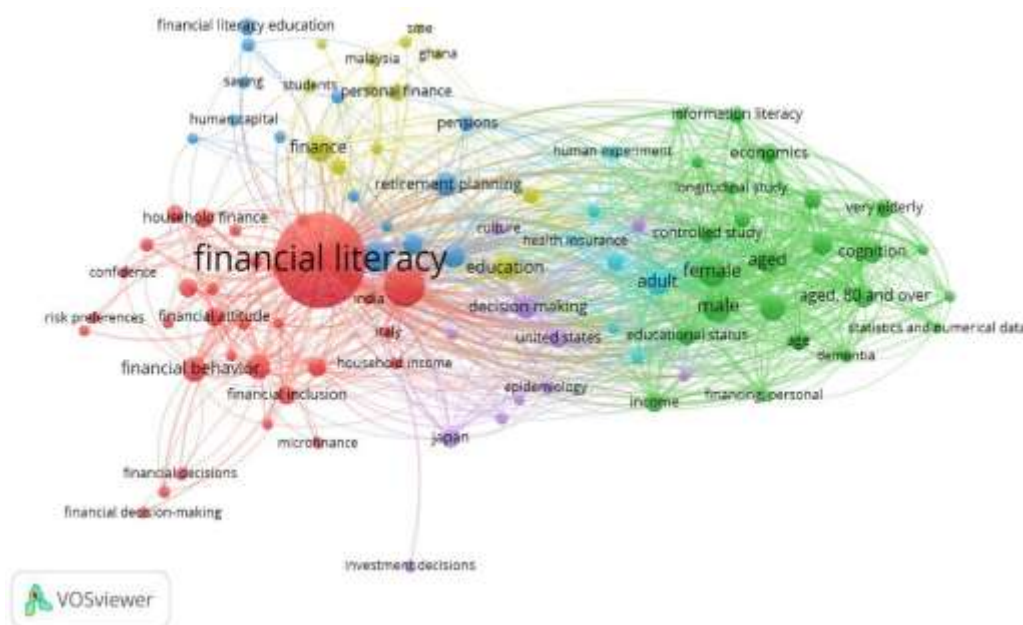 financial literacy education
sme
malaysia
ghana
saving
students
personal finance
human capital
pensions
information literacy
finance
human experiment
economics
retirement planning
longitudinal study
household finance
very elderly
culture
controlled study
health insurance
cognition
financial literacy
aged
confidence
education
female
adult
india
aged, 80 and over
decision making
male
risk preferences
financial attitude
italy
united states
educational status
statistics and numerical data
age
dementia
household income
financial behavior
epidemiology
financial inclusion
financing, personal
income
japan
microfinance
financial decisions
financial decision-making
investment decisions
VOSviewer